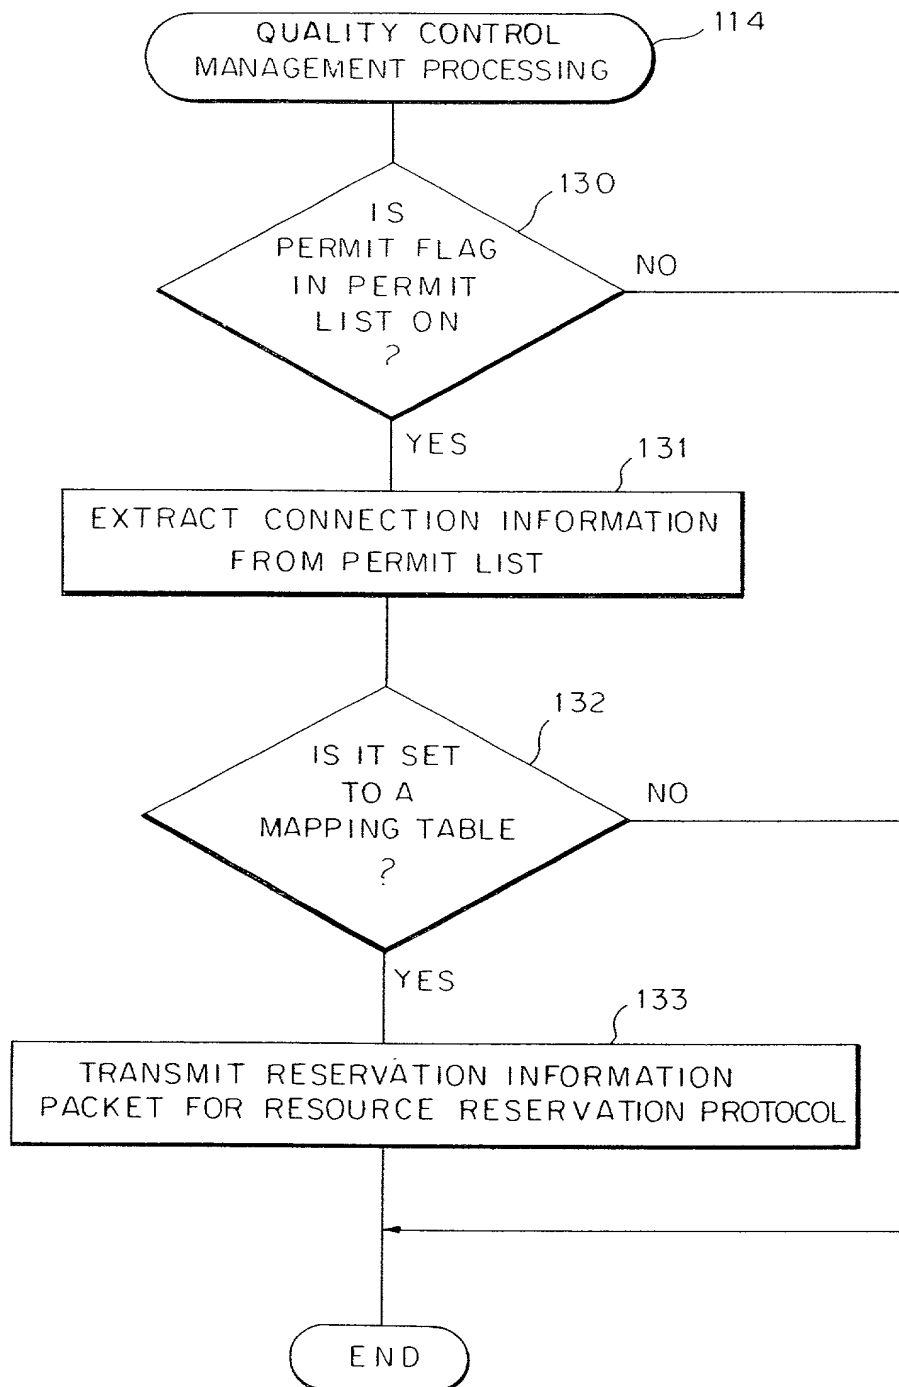 QUALITY CONTROL
MANAGEMENT PROCESSING
114
130
IS
PERMIT FLAG
IN PERMIT
LIST ON
?
NO
YES
131
EXTRACT CONNECTION INFORMATION
FROM PERMIT LIST
132
IS IT SET
TO A
MAPPING TABLE
?
NO
YES
133
TRANSMIT RESERVATION INFORMATION
PACKET FOR RESOURCE RESERVATION PROTOCOL
END